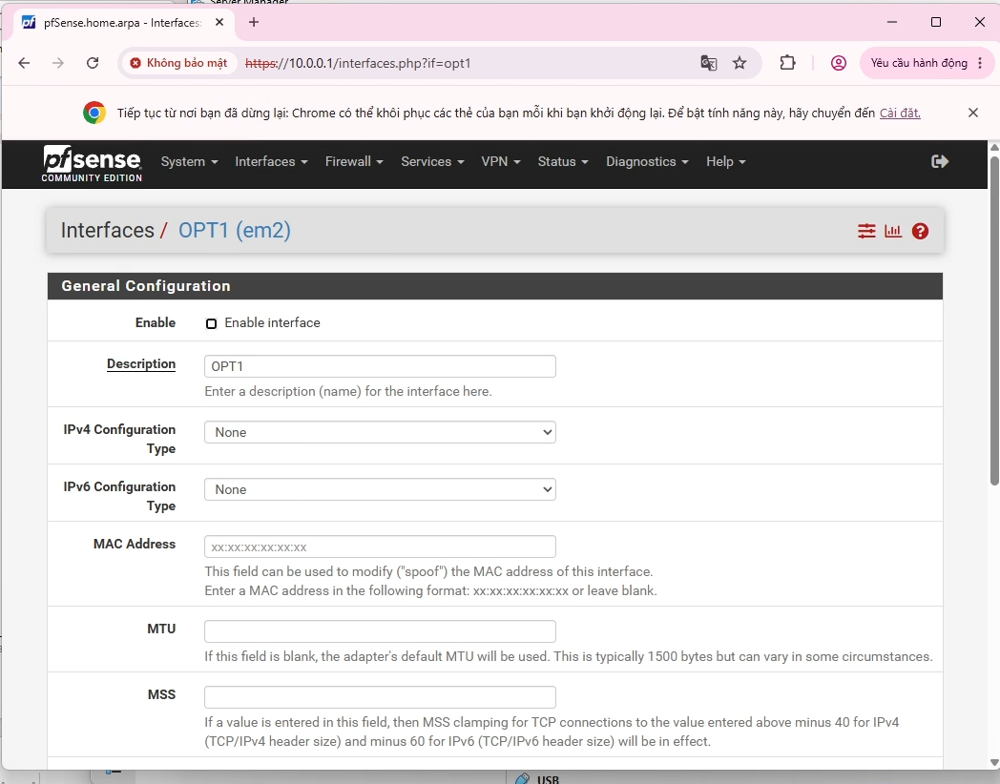 Server Manager
pfSense.home.arpa - Interfaces:
Không bảo mật https://10.0.0.1/interfaces.php?if=opt1 Yêu cầu hành động
Tiếp tục từ nơi bạn đã dừng lại: Chrome có thể khôi phục các thẻ của bạn mỗi khi bạn khởi động lại. Để bật tính năng này, hãy chuyển đến Cài đặt.
pfsense
COMMUNITY EDITION
System Interfaces Firewall Services VPN Status Diagnostics Help
Interfaces / OPT1 (em2)
General Configuration
Enable Enable interface
Description OPT1
Enter a description (name) for the interface here.
IPv4 Configuration Type None
IPv6 Configuration Type None
MAC Address xx:xx:xx:xx:xx:xx
This field can be used to modify ("spoof") the MAC address of this interface.
Enter a MAC address in the following format: xx:xx:xx:xx:xx:xx or leave blank.
MTU
If this field is blank, the adapter's default MTU will be used. This is typically 1500 bytes but can vary in some circumstances.
MSS
If a value is entered in this field, then MSS clamping for TCP connections to the value entered above minus 40 for IPv4
(TCP/IPv4 header size) and minus 60 for IPv6 (TCP/IPv6 header size) will be in effect.
USB